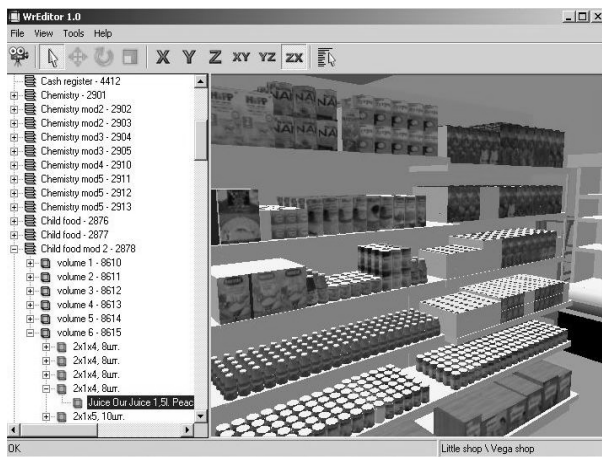 WrEditor 1.0
File View Tools Help
X Y Z XY YZ ZX
Cash register - 4412
Chemistry - 2901
Chemistry mod2 - 2902
Chemistry mod2 - 2903
Chemistry mod3 - 2904
Chemistry mod3 - 2905
Chemistry mod4 - 2910
Chemistry mod5 - 2911
Chemistry mod5 - 2912
Chemistry mod5 - 2913
Child food - 2876
Child food - 2877
Child food mod 2 - 2878
volume 1 - 8610
volume 2 - 8611
volume 3 - 8612
volume 4 - 8613
volume 5 - 8614
volume 6 - 8615
2x1x4, 8шт.
2x1x4, 8шт.
2x1x4, 8шт.
2x1x4, 8шт.
Juice Our Juice 1,5l. Peac
2x1x5, 10шт.
OK
Little shop \ Vega shop